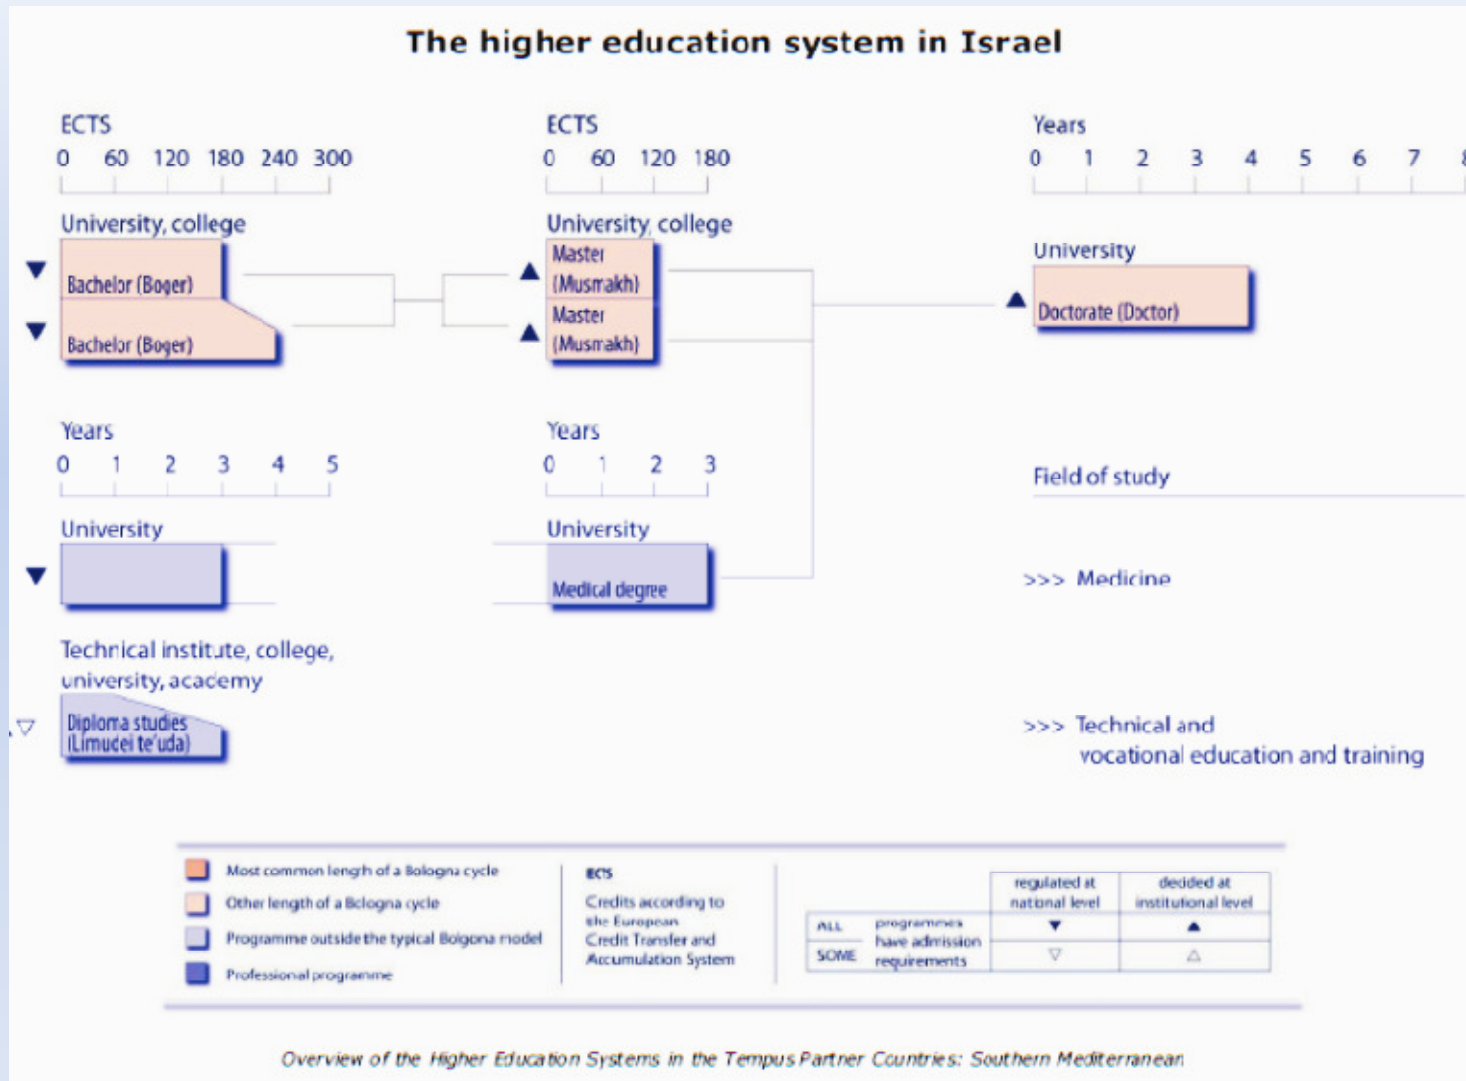 The higher education system in Israel
ECTS
0 60 120 180 240 300
ECTS
0 60 120 180
Years
0 1 2 3 4 5 6 7 8
University, college
Bachelor (Boger)
Bachelor (Boger)
University, college
Master
(Musmakh)
Master
(Musmakh)
University
Doctorate (Doctor)
Years
0 1 2 3 4 5
Years
0 1 2 3
Field of study
University
University
Medical degree
>>> Medicine
Technical institute, college,
university, academy
Diploma studies
(Limudei te'uda)
>>> Technical and
vocational education and training
Most common length of a Bologna cycle
Other length of a Bologna cycle
Programme outside the typical Bolgona model
Professional programme
ECTS
Credits according to
the European
Credit Transfer and
Accumulation System
regulated at
national level
decided at
institutional level
ALL
SOME
programmes
have admission
requirements
Overview of the Higher Education Systems in the Tempus Partner Countries: Southern Mediterranean